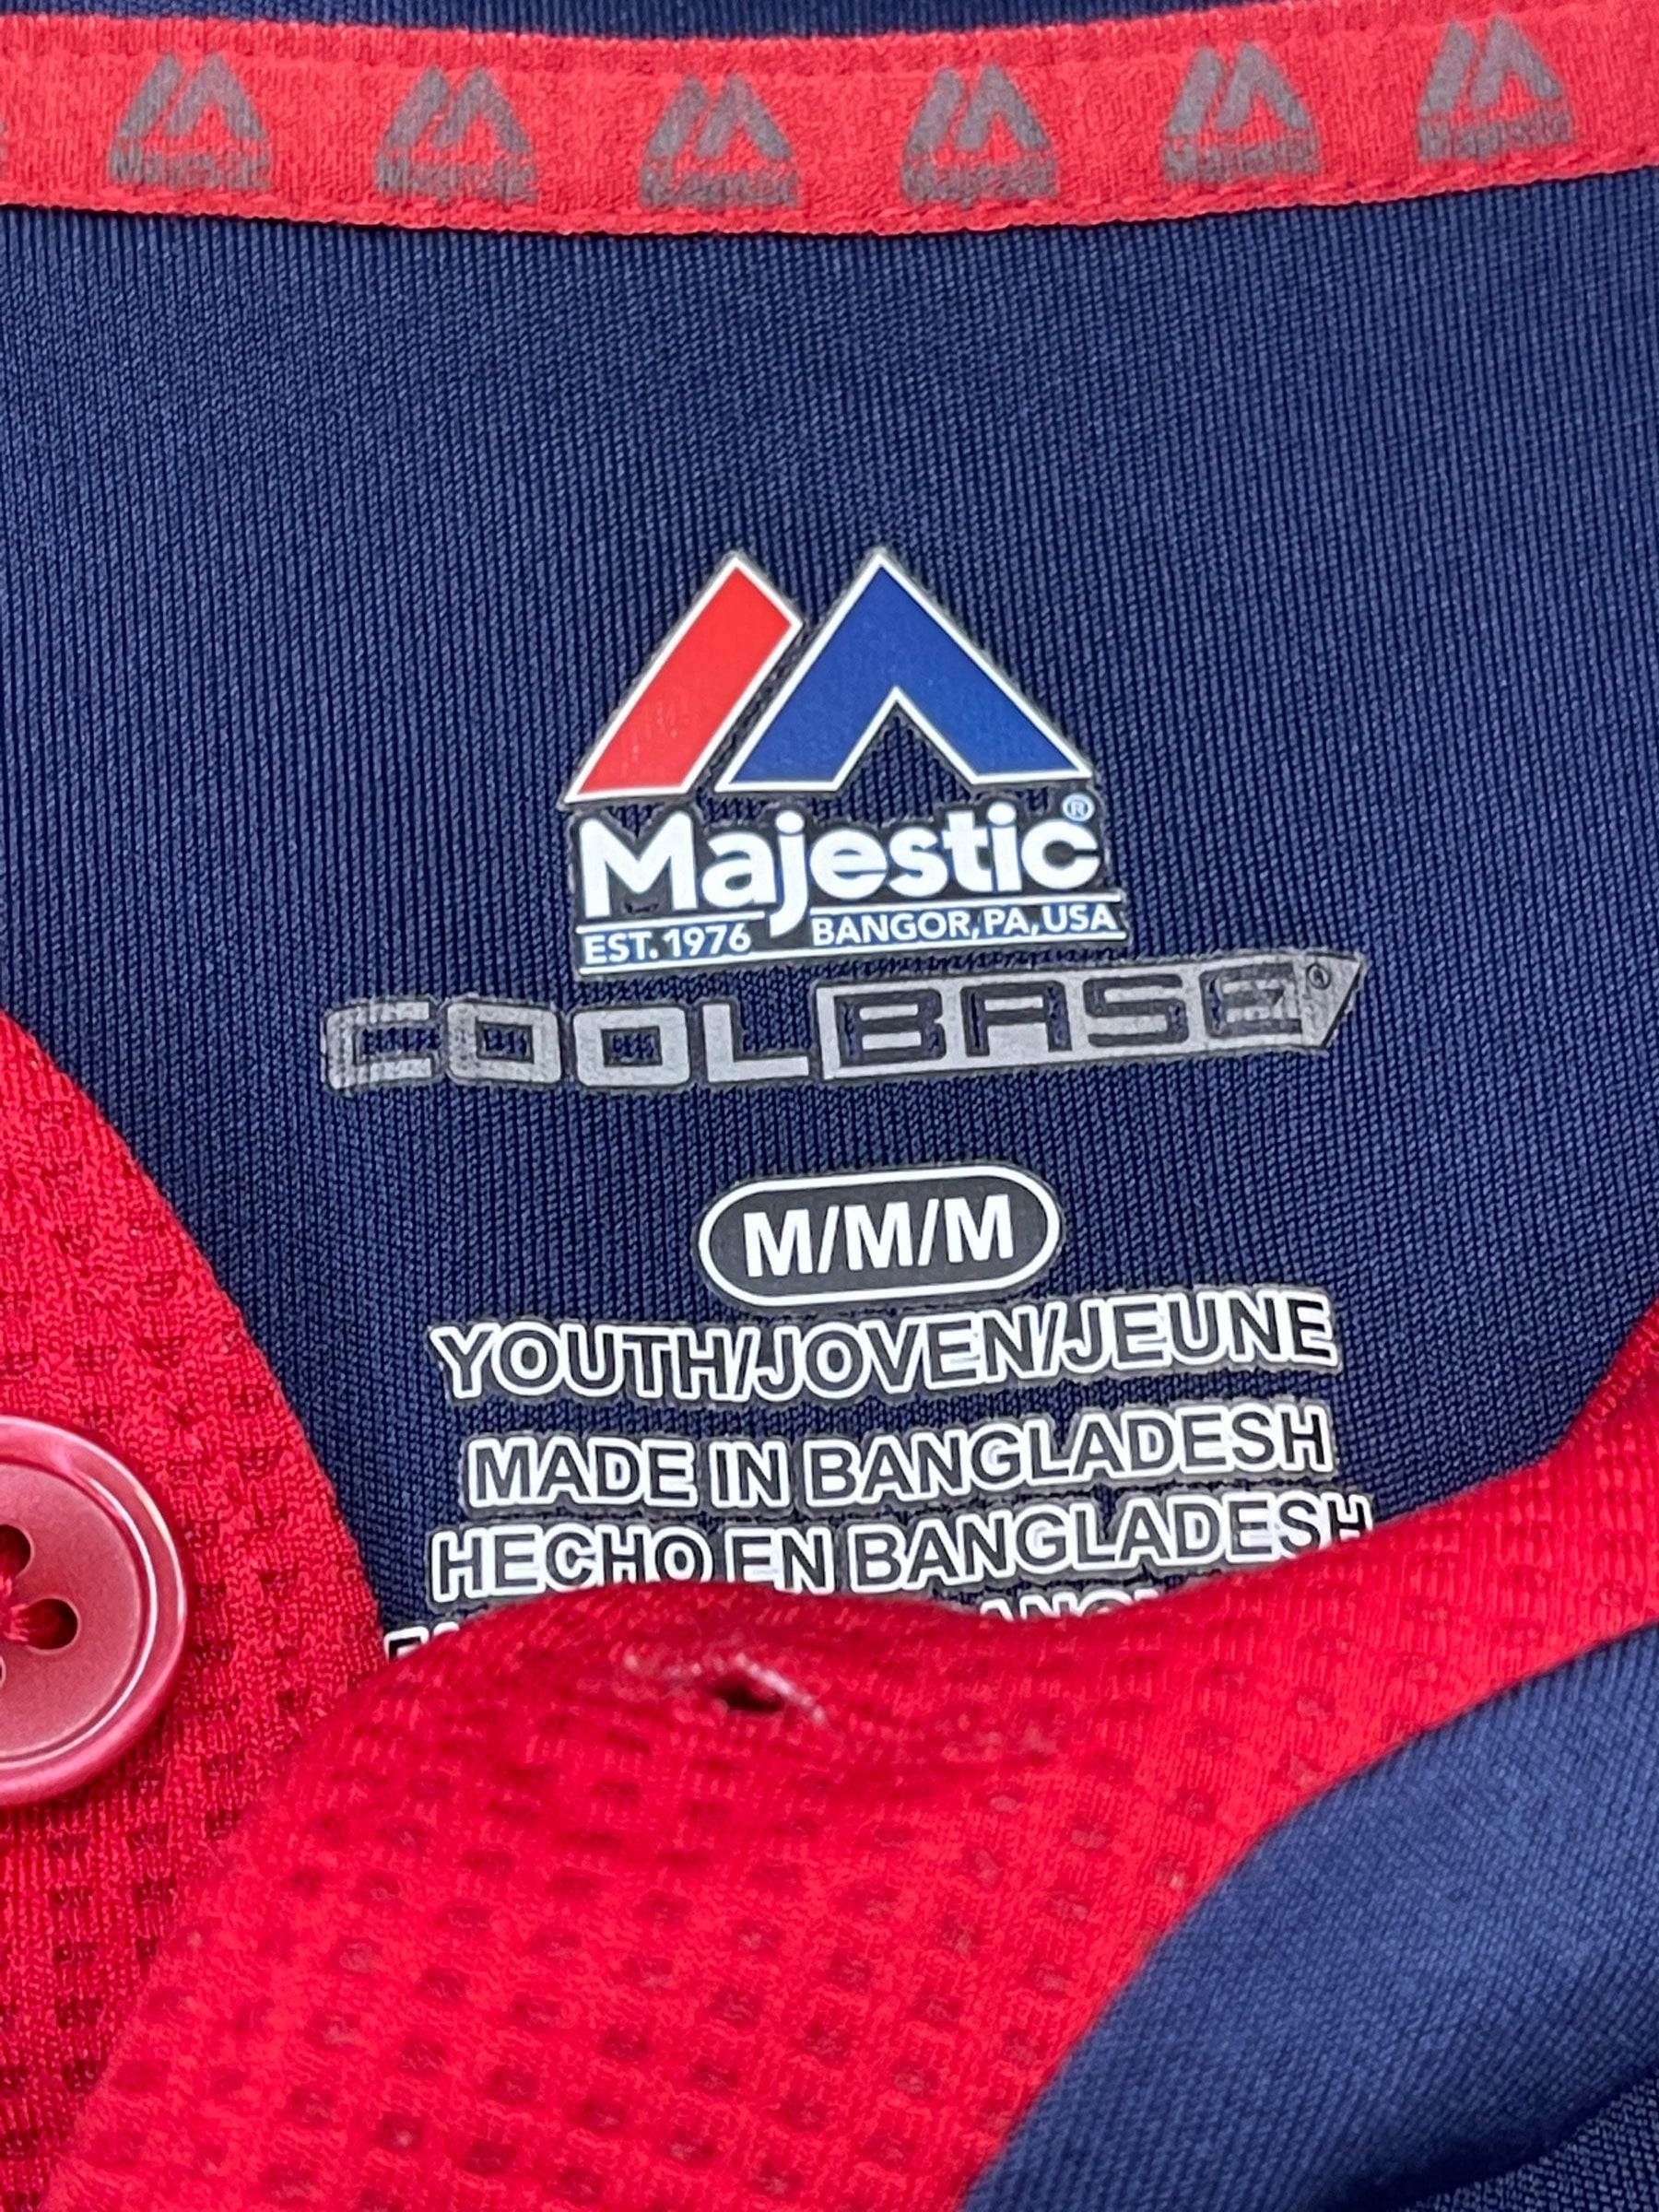 Majestic Majestic Majestic Majestic Majestic Majestic
Majestic®
EST. 1976 BANGOR, PA, USA
COOLBASE®
M/M/M
YOUTH/JOVEN/JEUNE
MADE IN BANGLADESH
HECHO EN BANGLADESH